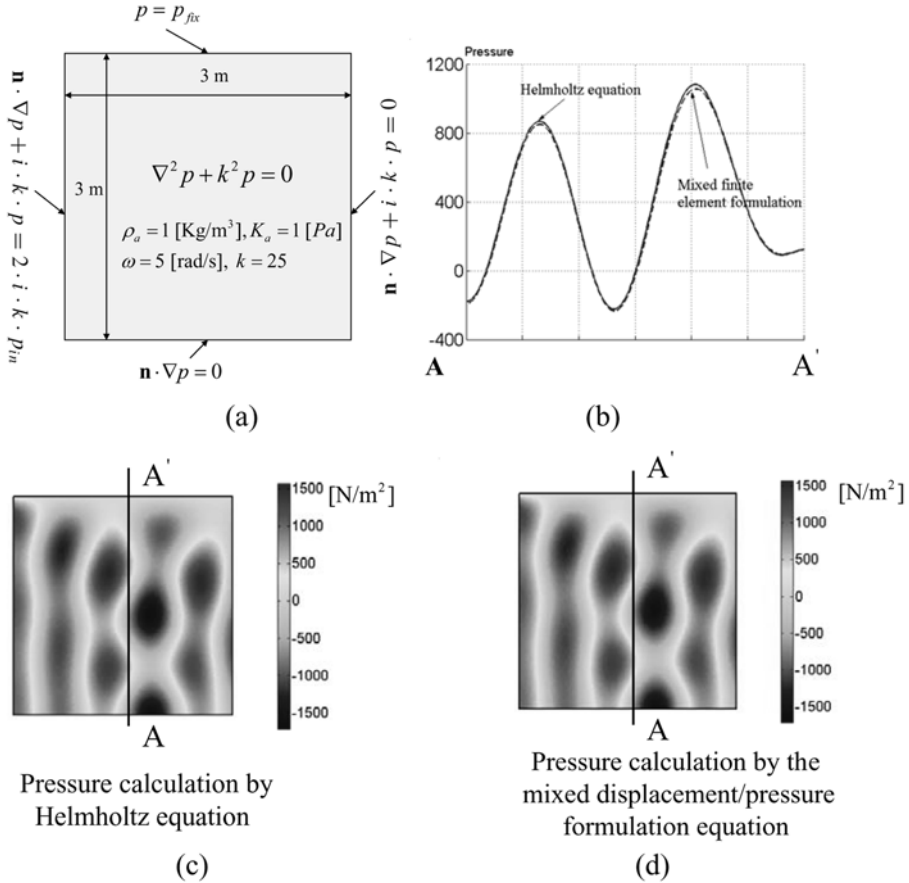 p = p_fix
3 m
n · ∇p + i · k · p = 2 · i · k · p_in
3 m
∇²p + k²p = 0
ρ_a = 1 [Kg/m³], K_a = 1 [Pa]
ω = 5 [rad/s], k = 25
n · ∇p + i · k · p = 0
n · ∇p = 0
(a)
Pressure
1200
800
400
0
-400
Helmholtz equation
Mixed finite
element formulation
A
A'
(b)
A'
[N/m²]
1500
1000
500
0
-500
-1000
-1500
A
Pressure calculation by
Helmholtz equation
(c)
A'
[N/m²]
1500
1000
500
0
-500
-1000
-1500
A
Pressure calculation by the
mixed displacement/pressure
formulation equation
(d)